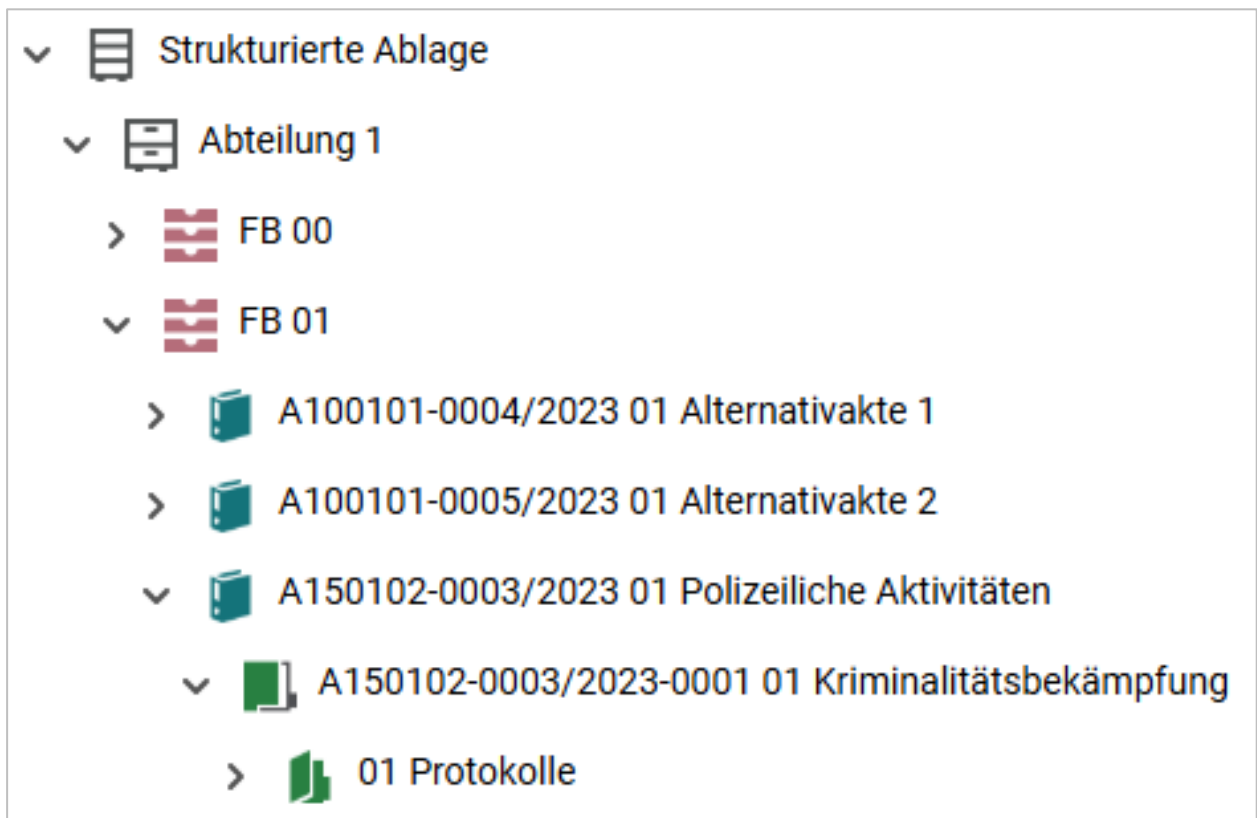 Strukturierte Ablage
Abteilung 1
FB 00
FB 01
A100101-0004/2023 01 Alternativakte 1
A100101-0005/2023 01 Alternativakte 2
A150102-0003/2023 01 Polizeiliche Aktivitäten
A150102-0003/2023-0001 01 Kriminalitätsbekämpfung
01 Protokolle